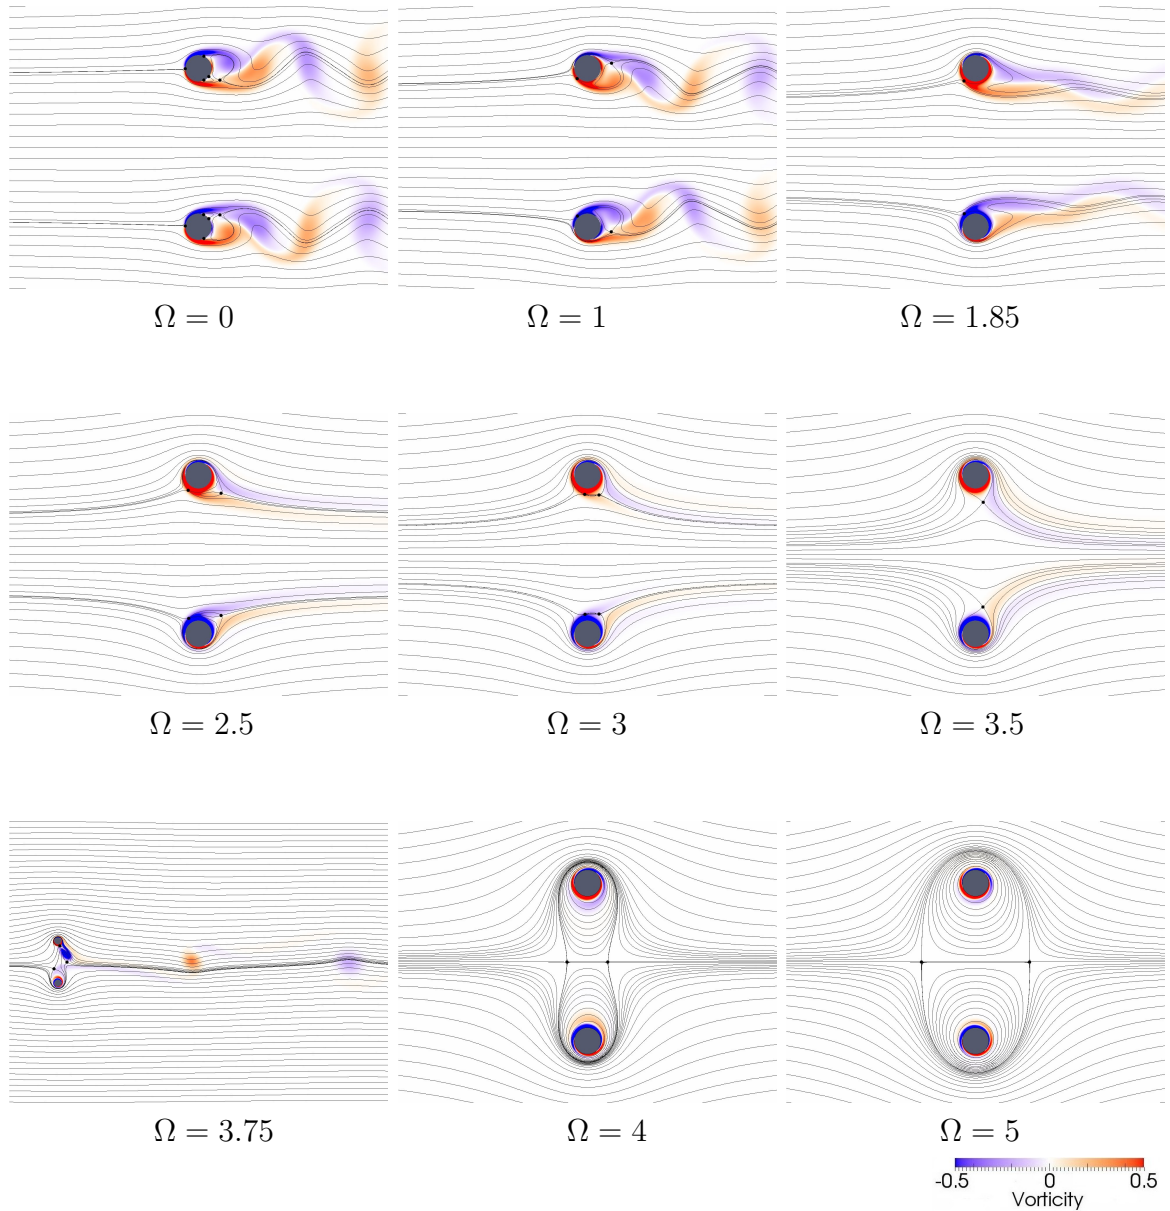 Ω = 0
Ω = 1
Ω = 1.85
Ω = 2.5
Ω = 3
Ω = 3.5
Ω = 3.75
Ω = 4
Ω = 5
-0.5 0 0.5
Vorticity